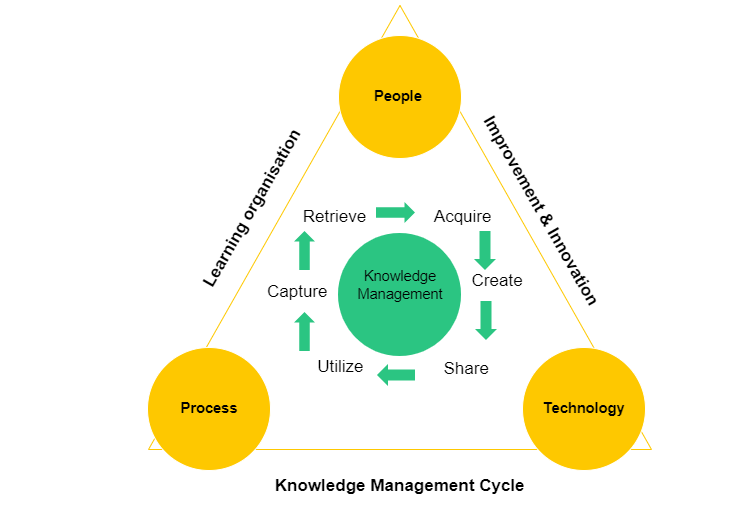 People
Learning organisation
Improvement & Innovation
Retrieve
Acquire
Knowledge
Management
Capture
Create
Utilize
Share
Process
Technology
Knowledge Management Cycle